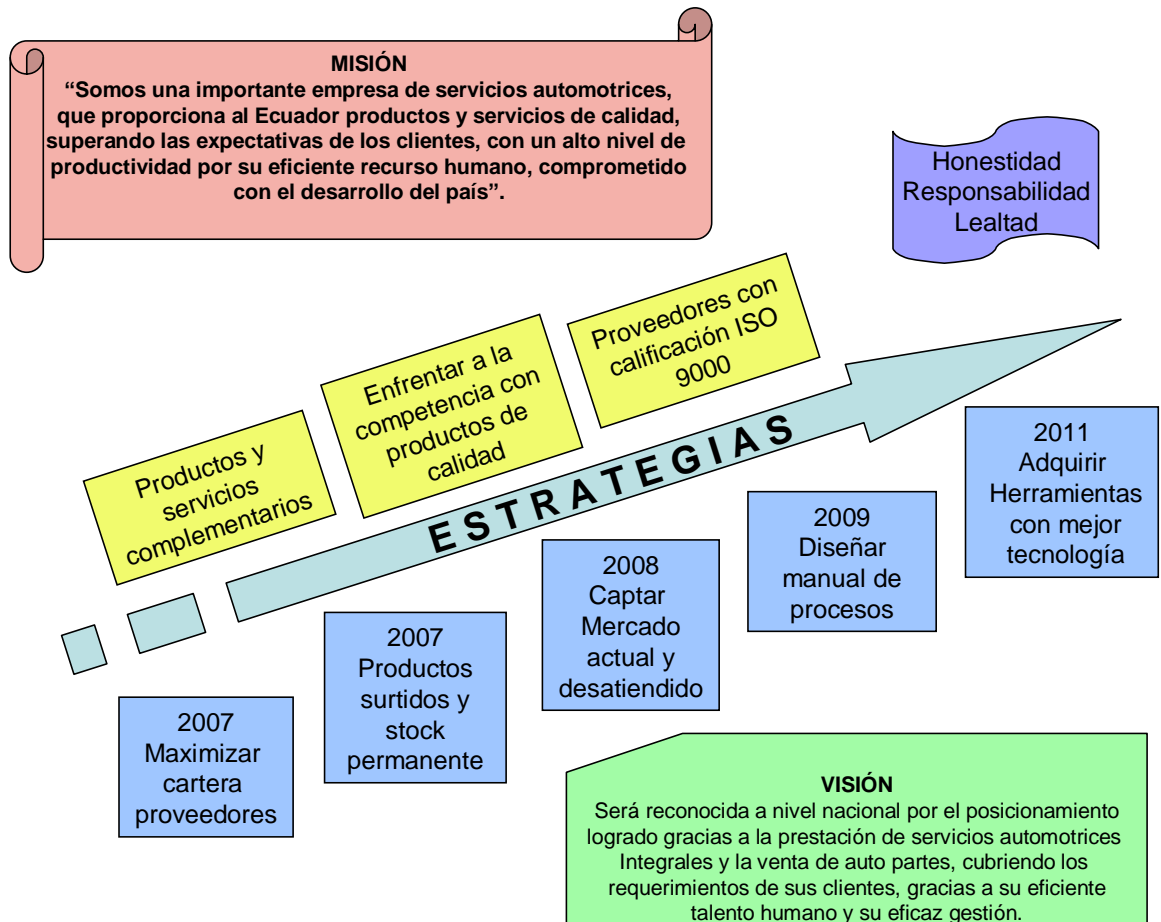 MISIÓN
“Somos una importante empresa de servicios automotrices,
que proporciona al Ecuador productos y servicios de calidad,
superando las expectativas de los clientes, con un alto nivel de
productividad por su eficiente recurso humano, comprometido
con el desarrollo del país”.
Honestidad
Responsabilidad
Lealtad
Productos y
servicios
complementarios
Enfrentar a la
competencia con
productos de
calidad
Proveedores con
calificación ISO
9000
ESTRATEGIAS
2007
Maximizar
cartera
proveedores
2007
Productos
surtidos y
stock
permanente
2008
Captar
Mercado
actual y
desatiendido
2009
Diseñar
manual de
procesos
2011
Adquirir
Herramientas
con mejor
tecnología
VISIÓN
Será reconocida a nivel nacional por el posicionamiento
logrado gracias a la prestación de servicios automotrices
Integrales y la venta de auto partes, cubriendo los
requerimientos de sus clientes, gracias a su eficiente
talento humano y su eficaz gestión.